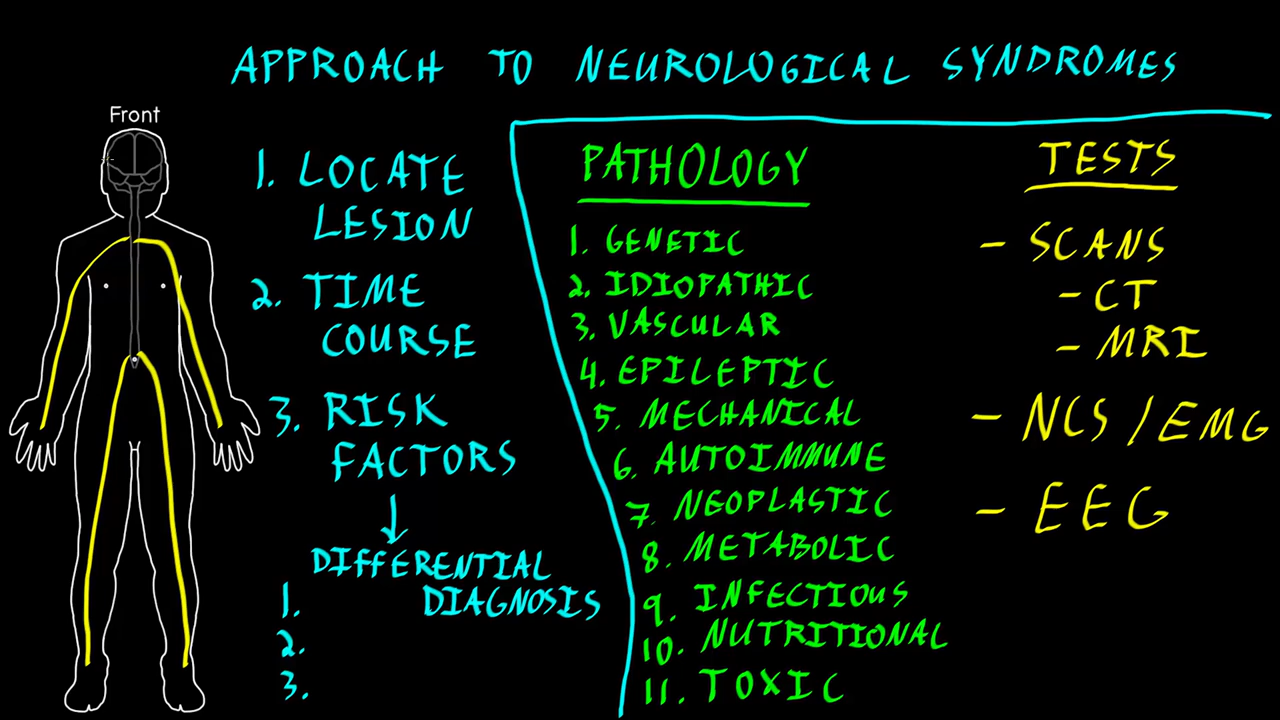 APPROACH TO NEUROLOGICAL SYNDROMES
Front
1. LOCATE
LESION
2. TIME
COURSE
3. RISK
FACTORS
DIFFERENTIAL
DIAGNOSIS
1.
2.
3.
PATHOLOGY
1. GENETIC
2. IDIOPATHIC
3. VASCULAR
4. EPILEPTIC
5. MECHANICAL
6. AUTOIMMUNE
7. NEOPLASTIC
8. METABOLIC
9. INFECTIOUS
10. NUTRITIONAL
11. TOXIC
TESTS
- SCANS
- CT
- MRI
- NCS/EMG
- EEG